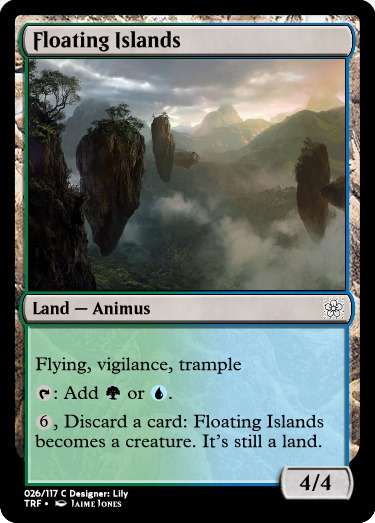 Floating Islands
Land — Animus
Flying, vigilance, trample
: Add or .
6, Discard a card: Floating Islands
becomes a creature. It's still a land.
4/4
026/117 C Designer: Lily
TRF • Jaime Jones